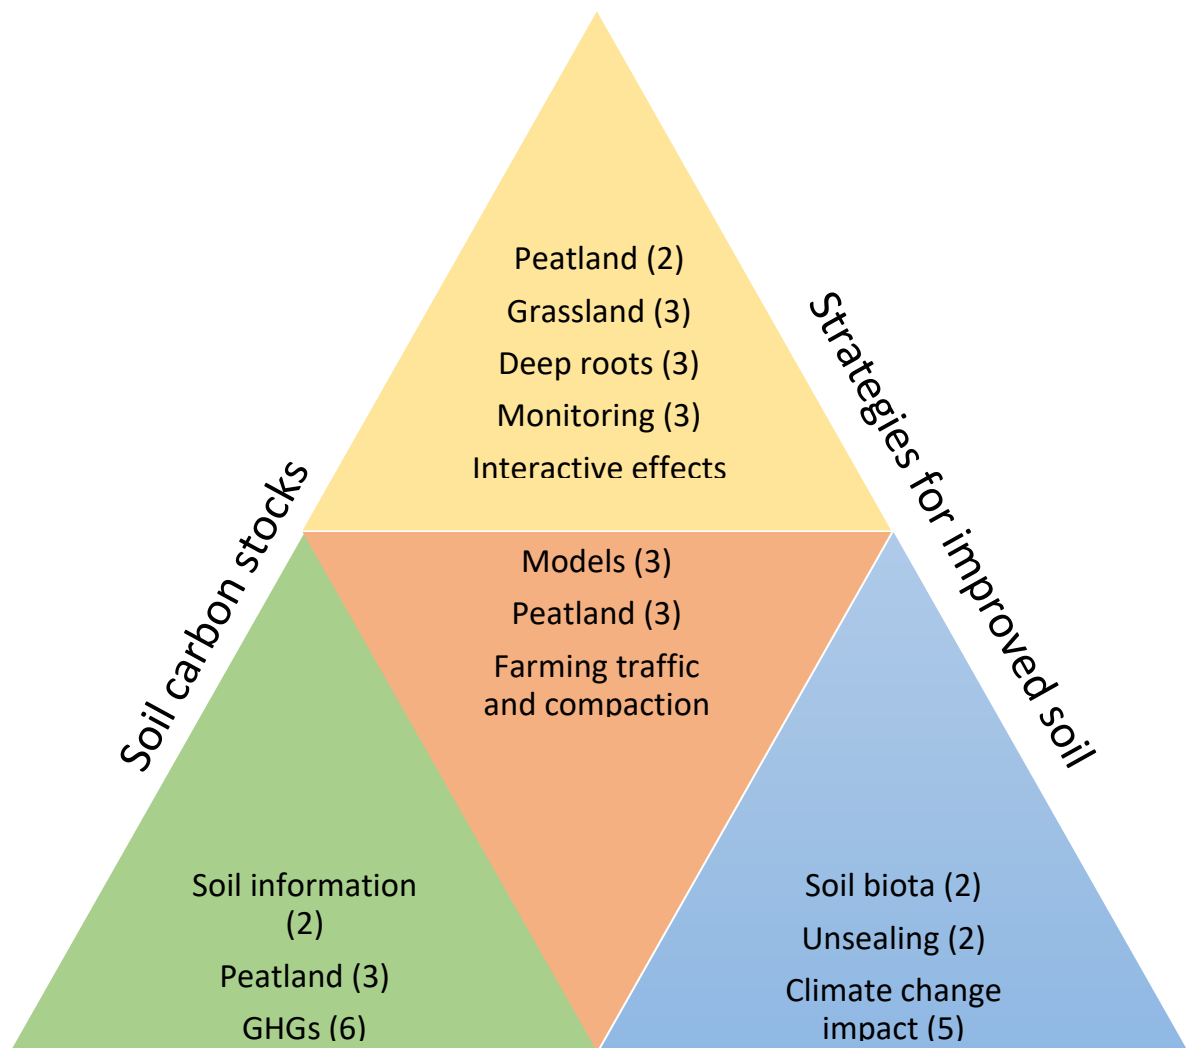 Peatland (2)
Grassland (3)
Deep roots (3)
Monitoring (3)
Interactive effects
Strategies for improved soil
Soil carbon stocks
Models (3)
Peatland (3)
Farming traffic
and compaction
Soil information
(2)
Peatland (3)
GHGs (6)
Soil biota (2)
Unsealing (2)
Climate change
impact (5)